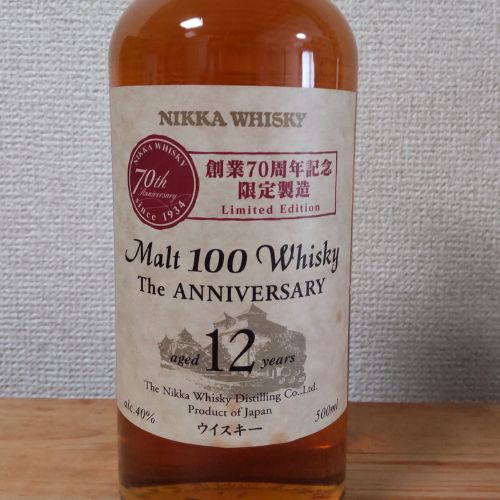 NIKKA WHISKY
NIKKA WHISKY
70th
Anniversary
since 1934
創業70周年記念
限定製造
Limited Edition
Malt 100 Whisky
The ANNIVERSARY
aged 12 years
The Nikka Whisky Distilling Co.,Ltd.
alc.40% Product of Japan 500ml
ウイスキー